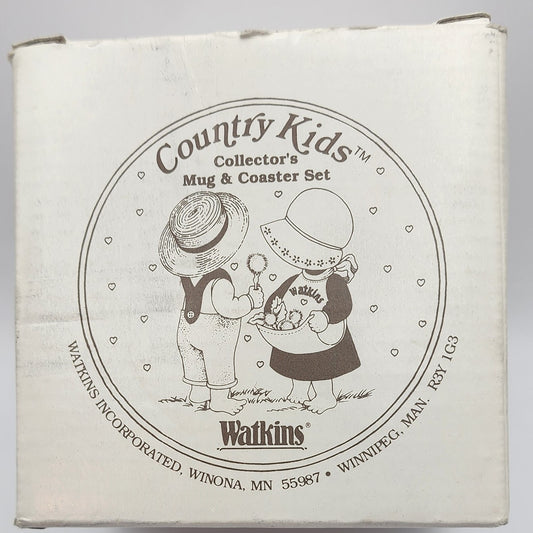 Country Kids™
Collector's
Mug & Coaster Set
Watkins
Watkins®
WATKINS INCORPORATED, WINONA, MN 55987 • WINNIPEG, MAN. R3Y 1G3